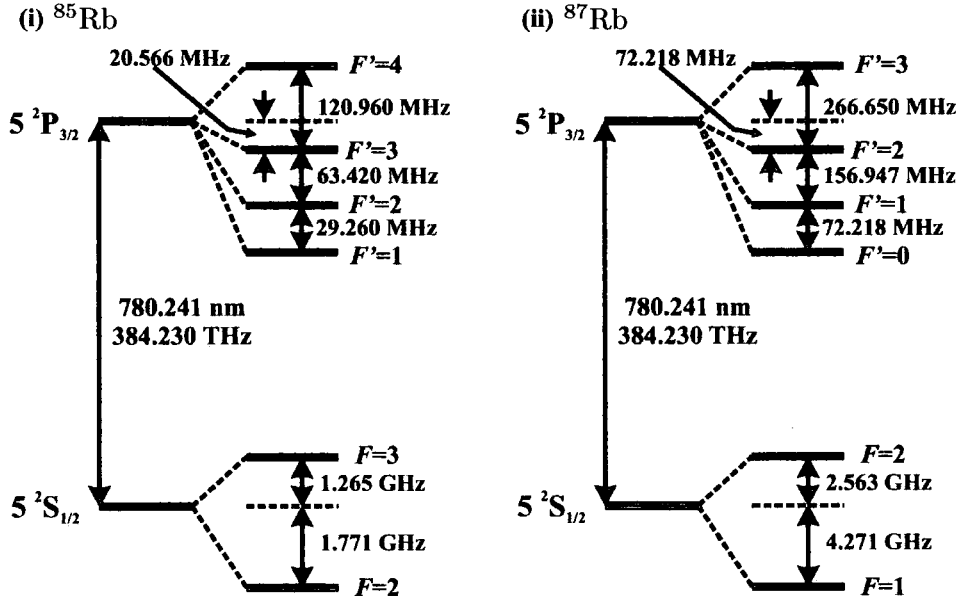 (i) ⁸⁵Rb
20.566 MHz
F'=4
120.960 MHz
5 ²P₃/₂
F'=3
63.420 MHz
F'=2
29.260 MHz
F'=1
780.241 nm
384.230 THz
F=3
1.265 GHz
5 ²S₁/₂
1.771 GHz
F=2
(ii) ⁸⁷Rb
72.218 MHz
F'=3
266.650 MHz
5 ²P₃/₂
F'=2
156.947 MHz
F'=1
72.218 MHz
F'=0
780.241 nm
384.230 THz
F=2
2.563 GHz
5 ²S₁/₂
4.271 GHz
F=1